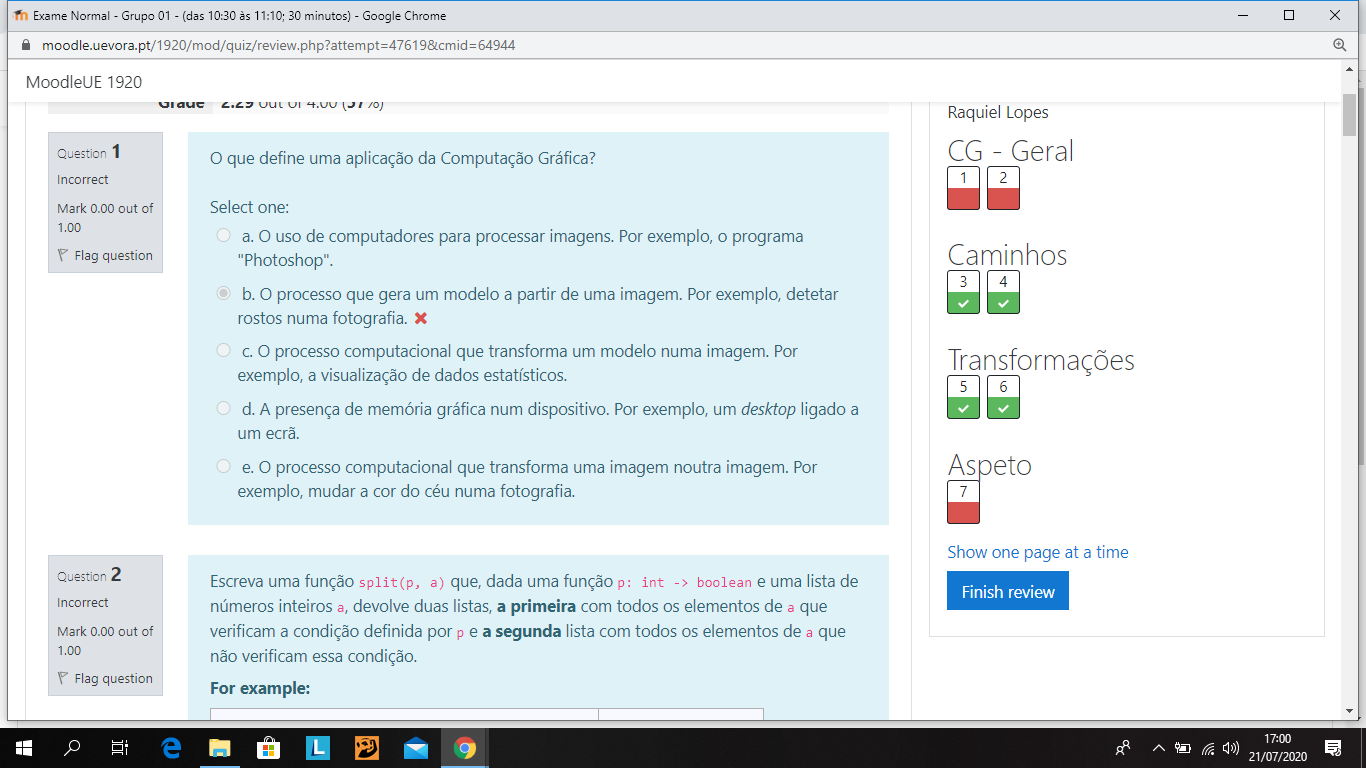 Exame Normal - Grupo 01 - (das 10:30 às 11:10; 30 minutos) - Google Chrome
moodle.uevora.pt/1920/mod/quiz/review.php?attempt=47619&cmid=64944
MoodleUE 1920
Grade 2.29 out of 4.00 (57%)
Question 1
Incorrect
Mark 0.00 out of
1.00
Flag question
O que define uma aplicação da Computação Gráfica?
Select one:
a. O uso de computadores para processar imagens. Por exemplo, o programa
"Photoshop".
b. O processo que gera um modelo a partir de uma imagem. Por exemplo, detetar
rostos numa fotografia.
c. O processo computacional que transforma um modelo numa imagem. Por
exemplo, a visualização de dados estatísticos.
d. A presença de memória gráfica num dispositivo. Por exemplo, um desktop ligado a
um ecrã.
e. O processo computacional que transforma uma imagem noutra imagem. Por
exemplo, mudar a cor do céu numa fotografia.
Question 2
Incorrect
Mark 0.00 out of
1.00
Flag question
Escreva uma função split(p, a) que, dada uma função p: int -> boolean e uma lista de
números inteiros a, devolve duas listas, a primeira com todos os elementos de a que
verificam a condição definida por p e a segunda lista com todos os elementos de a que
não verificam essa condição.
For example:
Raquiel Lopes
CG - Geral
1 2
Caminhos
3 4
Transformações
5 6
Aspeto
7
Show one page at a time
Finish review
17:00
21/07/2020